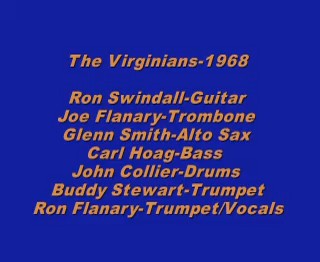 The Virginians-1968
Ron Swindall-Guitar
Joe Flanary-Trombone
Glenn Smith-Alto Sax
Carl Hoag-Bass
John Collier-Drums
Buddy Stewart-Trumpet
Ron Flanary-Trumpet/Vocals